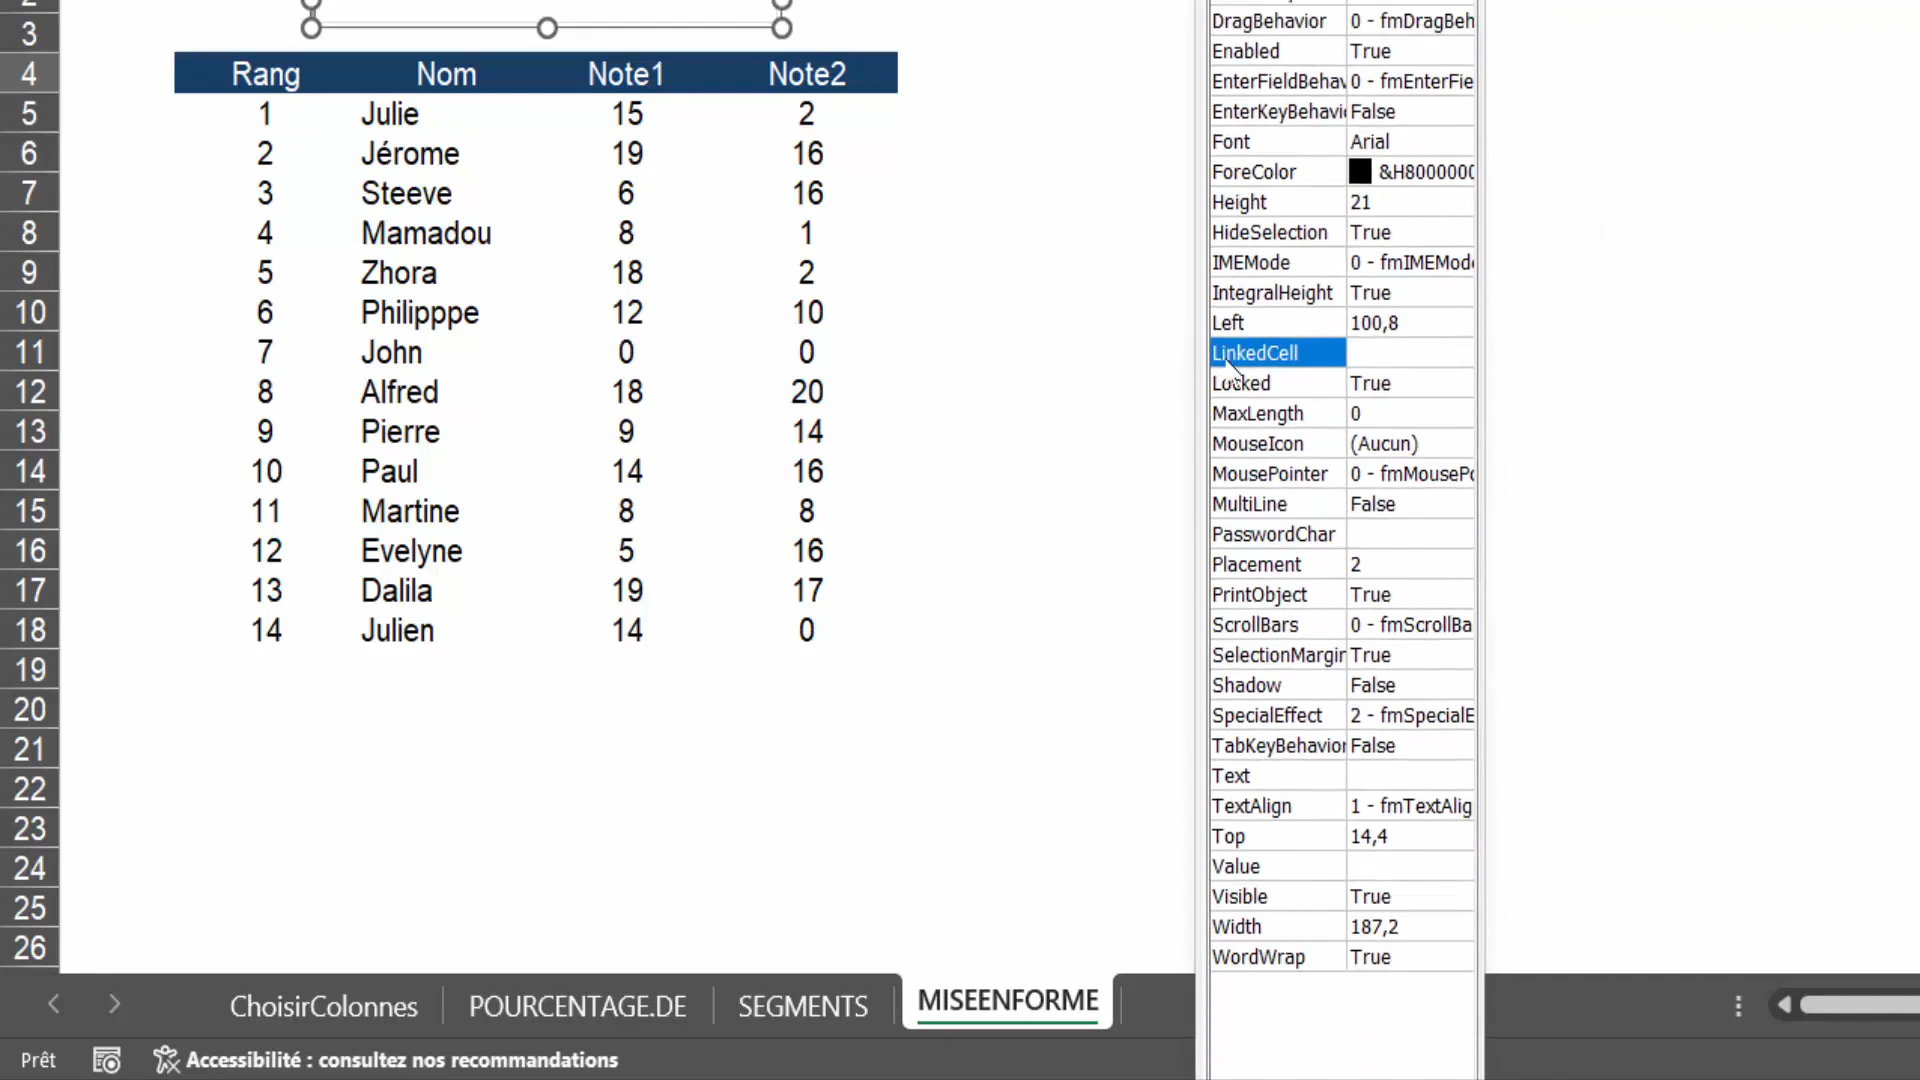 2
3
4 Rang Nom Note1 Note2
5 1 Julie 15 2
6 2 Jérome 19 16
7 3 Steeve 6 16
8 4 Mamadou 8 1
9 5 Zhora 18 2
10 6 Philipppe 12 10
11 7 John 0 0
12 8 Alfred 18 20
13 9 Pierre 9 14
14 10 Paul 14 16
15 11 Martine 8 8
16 12 Evelyne 5 16
17 13 Dalila 19 17
18 14 Julien 14 0
19
20
21
22
23
24
25
26
DragBehavior 0 - fmDragBeh
Enabled True
EnterFieldBehav 0 - fmEnterFie
EnterKeyBehavi False
Font Arial
ForeColor &H8000000
Height 21
HideSelection True
IMEMode 0 - fmIMEMode
IntegralHeight True
Left 100,8
LinkedCell
Locked True
MaxLength 0
MouseIcon (Aucun)
MousePointer 0 - fmMousePo
MultiLine False
PasswordChar
Placement 2
PrintObject True
ScrollBars 0 - fmScrollBa
SelectionMargin True
Shadow False
SpecialEffect 2 - fmSpecialE
TabKeyBehavior False
Text
TextAlign 1 - fmTextAlig
Top 14,4
Value
Visible True
Width 187,2
WordWrap True
ChoisirColonnes POURCENTAGE.DE SEGMENTS MISEENFORME
Prêt Accessibilité : consultez nos recommandations